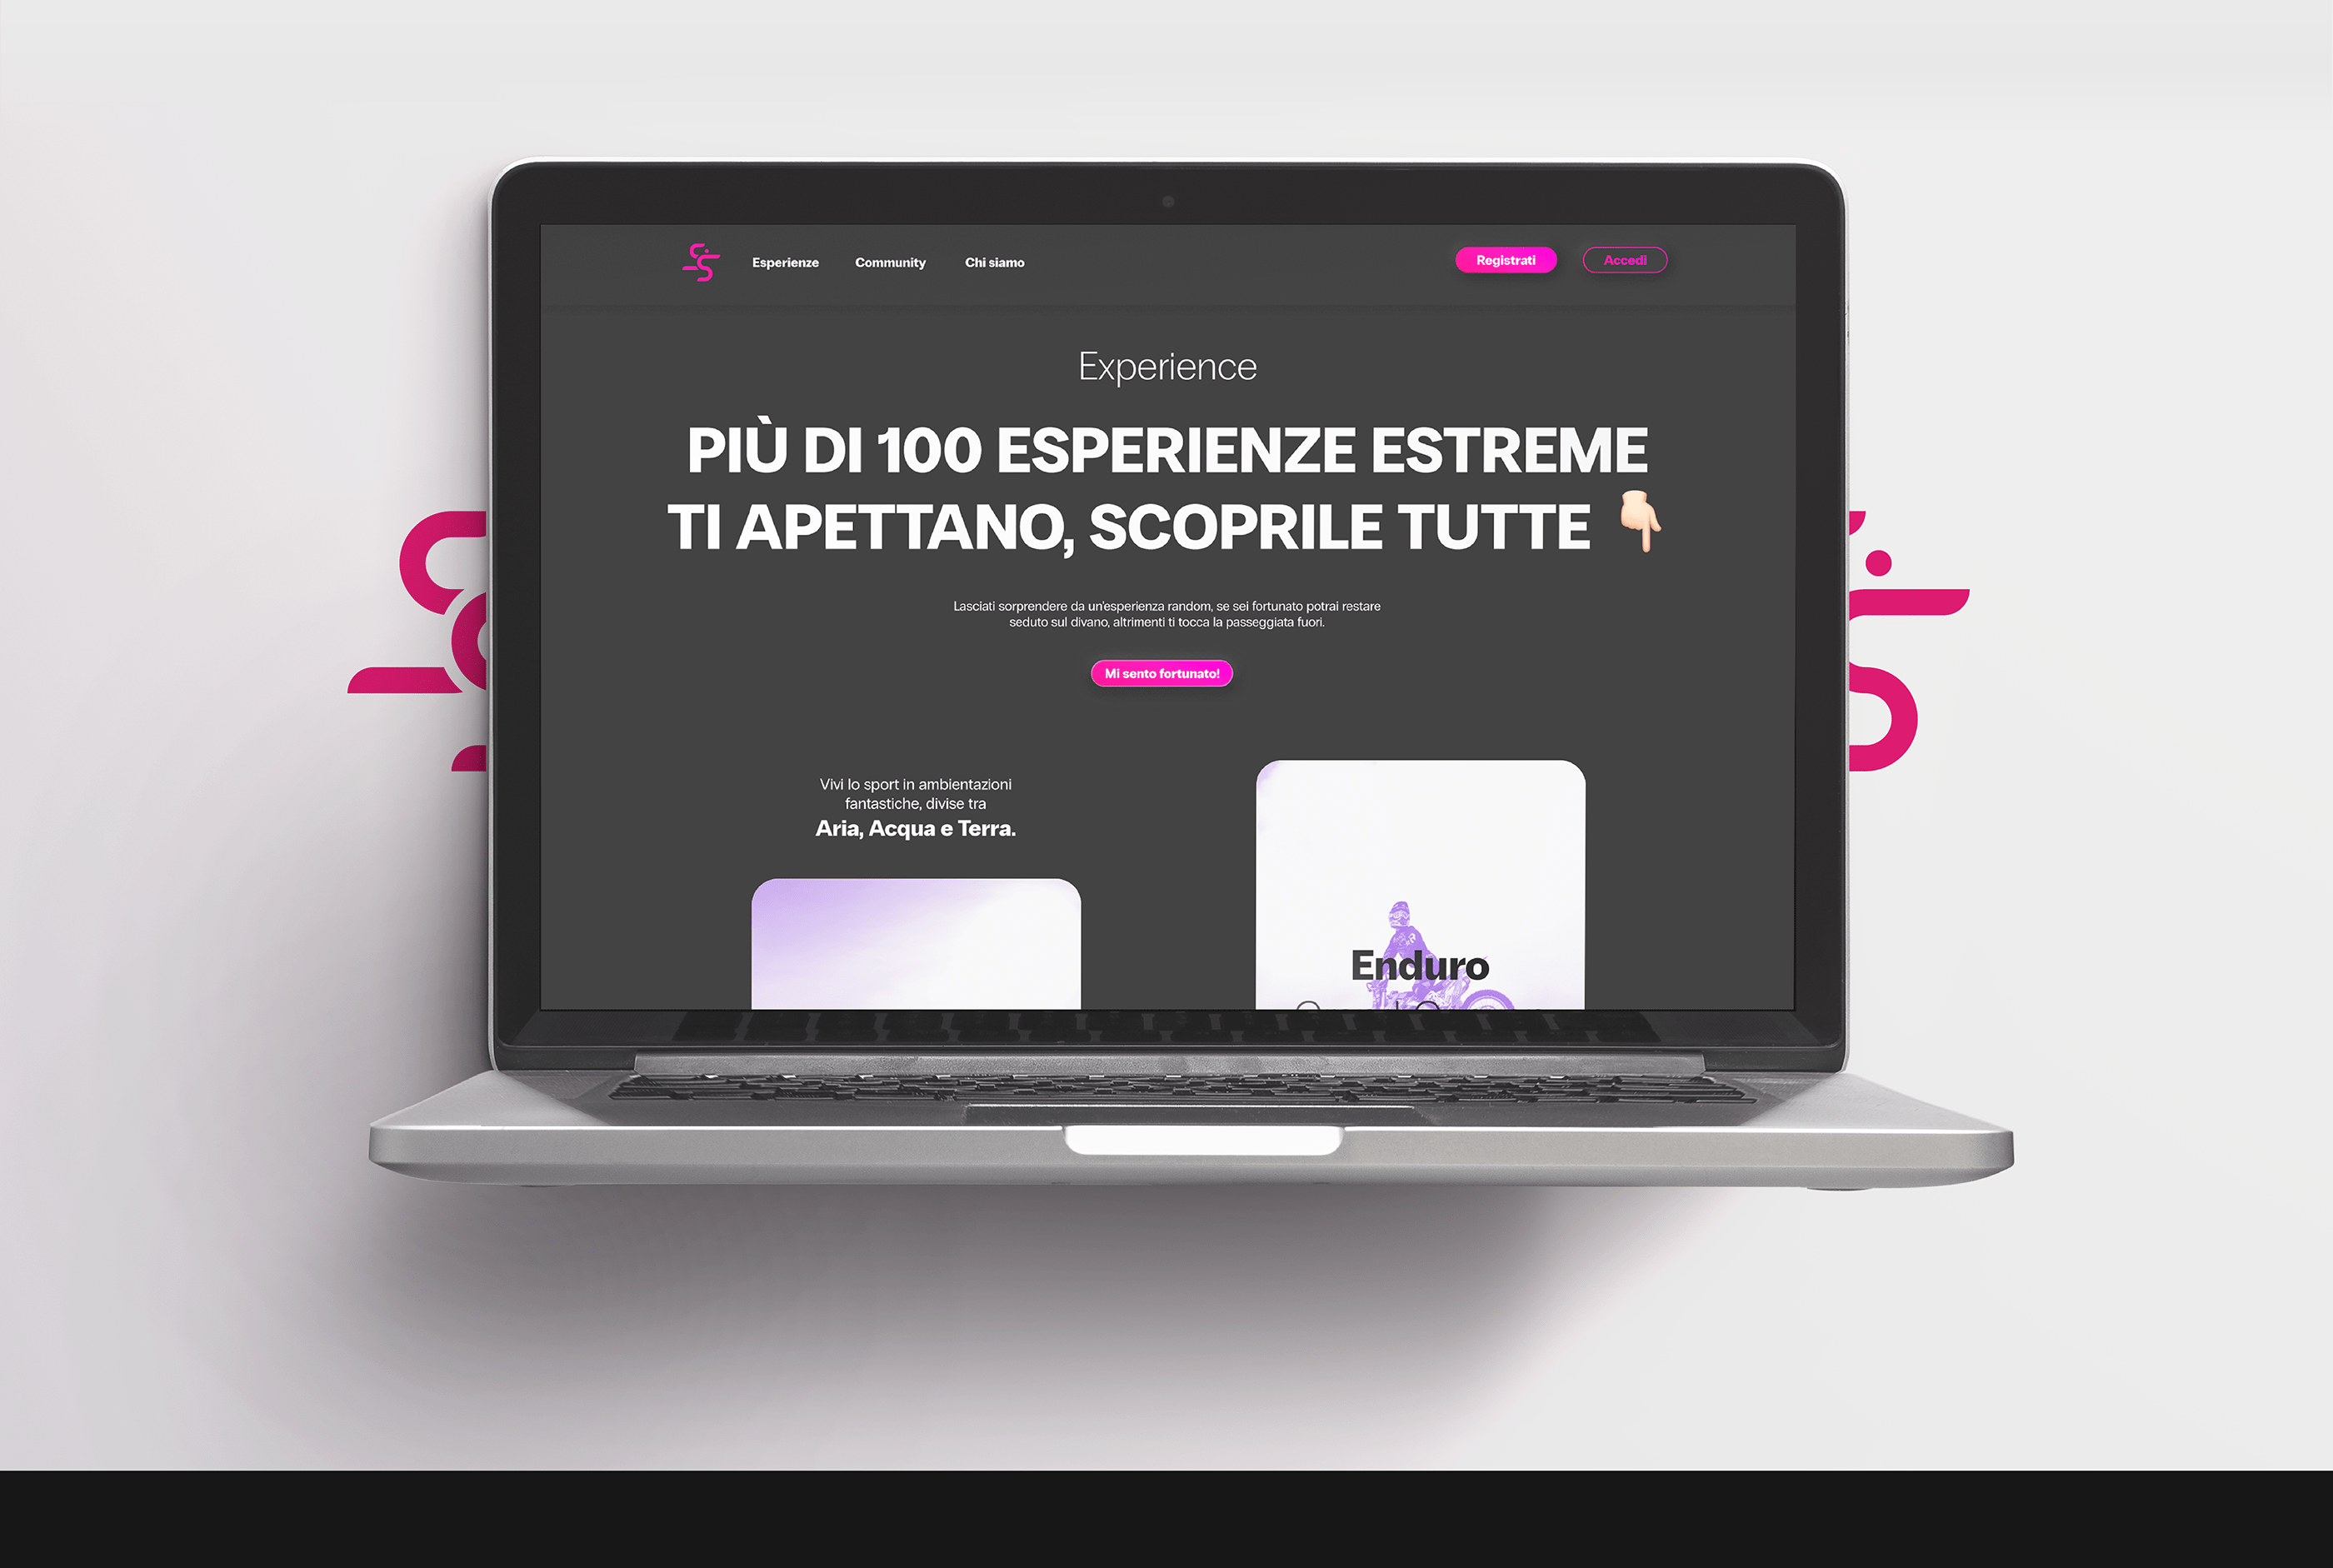 Esperienze Community Chi siamo Registrati Accedi
Experience
PIÙ DI 100 ESPERIENZE ESTREME
TI APETTANO, SCOPRILE TUTTE 👇🏻
Lasciati sorprendere da un'esperienza random, se sei fortunato potrai restare
seduto sul divano, altrimenti ti tocca la passeggiata fuori.
Mi sento fortunato!
Vivi lo sport in ambientazioni
fantastiche, divise tra
Aria, Acqua e Terra.
Enduro